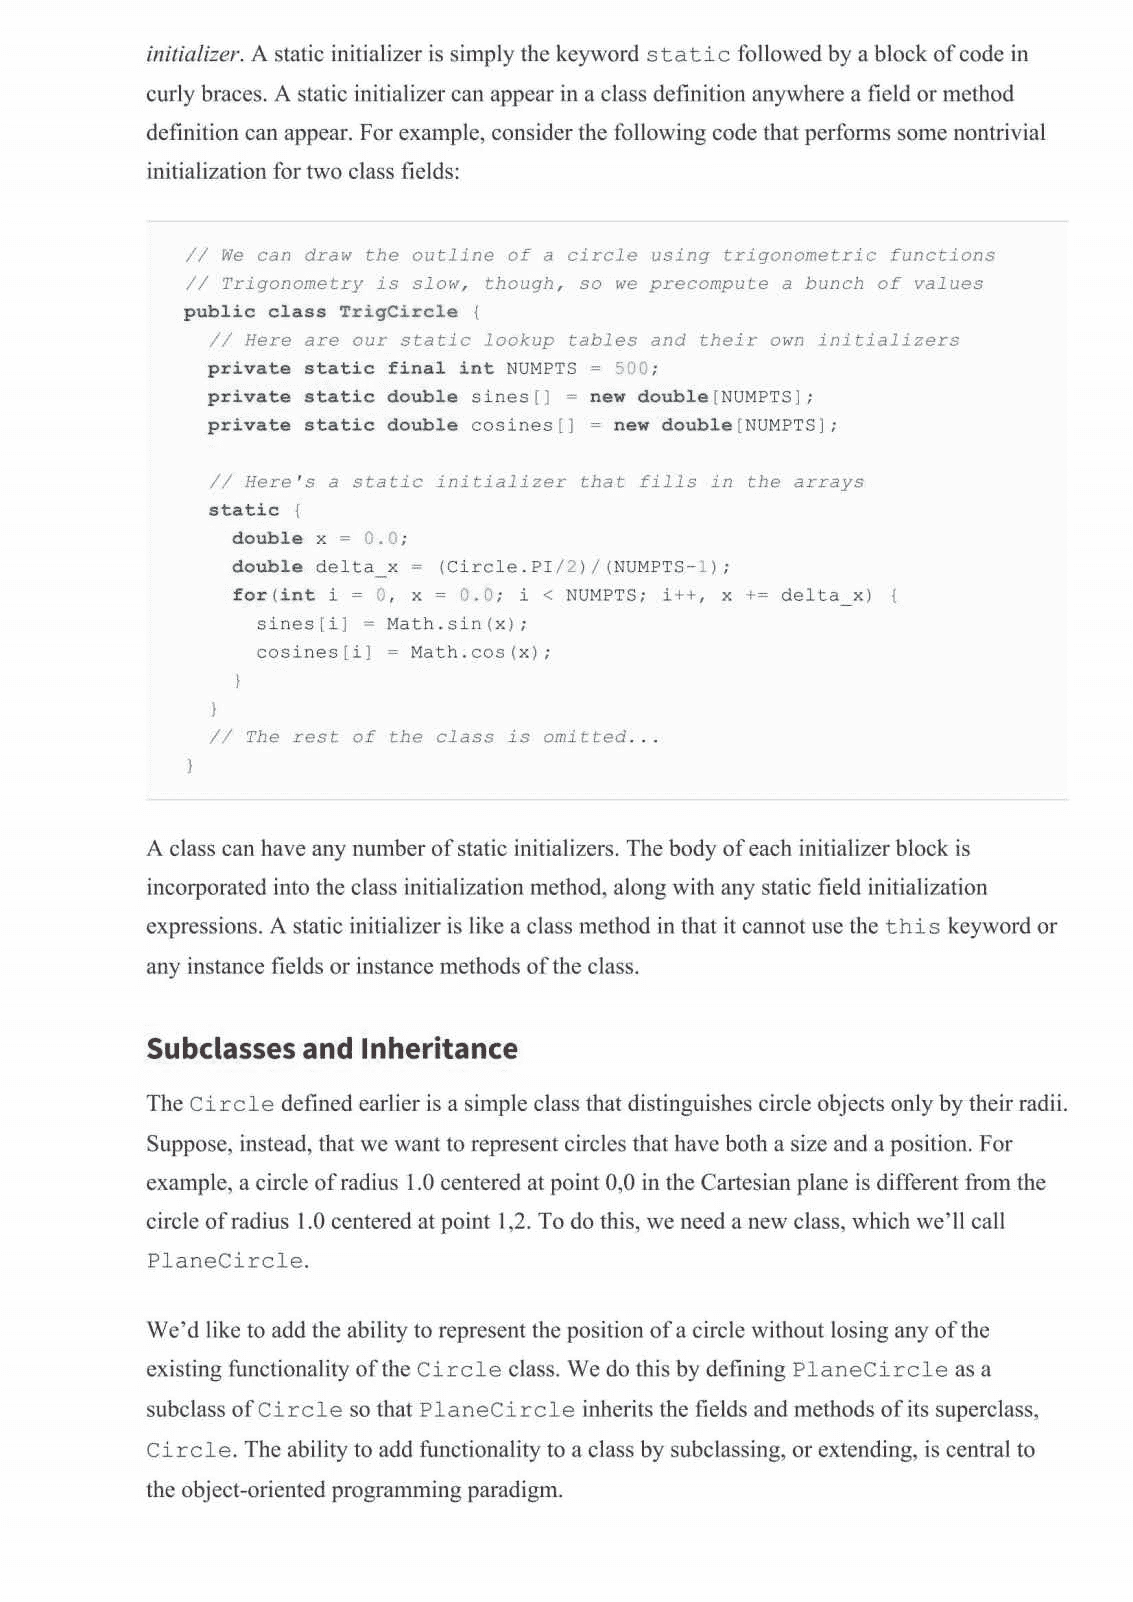 initializer. A static initializer is simply the keyword static followed by a block of code in
curly braces. A static initializer can appear in a class definition anywhere a field or method
definition can appear. For example, consider the following code that performs some nontrivial
initialization for two class fields:
// We can draw the outline of a circle using trigonometric functions
// Trigonometry is slow, though, so we precompute a bunch of values
public class TrigCircle {
  // Here are our static lookup tables and their own initializers
  private static final int NUMPTS = 500;
  private static double sines[] = new double[NUMPTS];
  private static double cosines[] = new double[NUMPTS];

  // Here's a static initializer that fills in the arrays
  static {
    double x = 0.0;
    double delta_x = (Circle.PI/2)/(NUMPTS-1);
    for(int i = 0, x = 0.0; i < NUMPTS; i++, x += delta_x) {
      sines[i] = Math.sin(x);
      cosines[i] = Math.cos(x);
    }
  }
  // The rest of the class is omitted...
}
A class can have any number of static initializers. The body of each initializer block is
incorporated into the class initialization method, along with any static field initialization
expressions. A static initializer is like a class method in that it cannot use the this keyword or
any instance fields or instance methods of the class.
Subclasses and Inheritance
The Circle defined earlier is a simple class that distinguishes circle objects only by their radii.
Suppose, instead, that we want to represent circles that have both a size and a position. For
example, a circle of radius 1.0 centered at point 0,0 in the Cartesian plane is different from the
circle of radius 1.0 centered at point 1,2. To do this, we need a new class, which we’ll call
PlaneCircle.
We’d like to add the ability to represent the position of a circle without losing any of the
existing functionality of the Circle class. We do this by defining PlaneCircle as a
subclass of Circle so that PlaneCircle inherits the fields and methods of its superclass,
Circle. The ability to add functionality to a class by subclassing, or extending, is central to
the object-oriented programming paradigm.